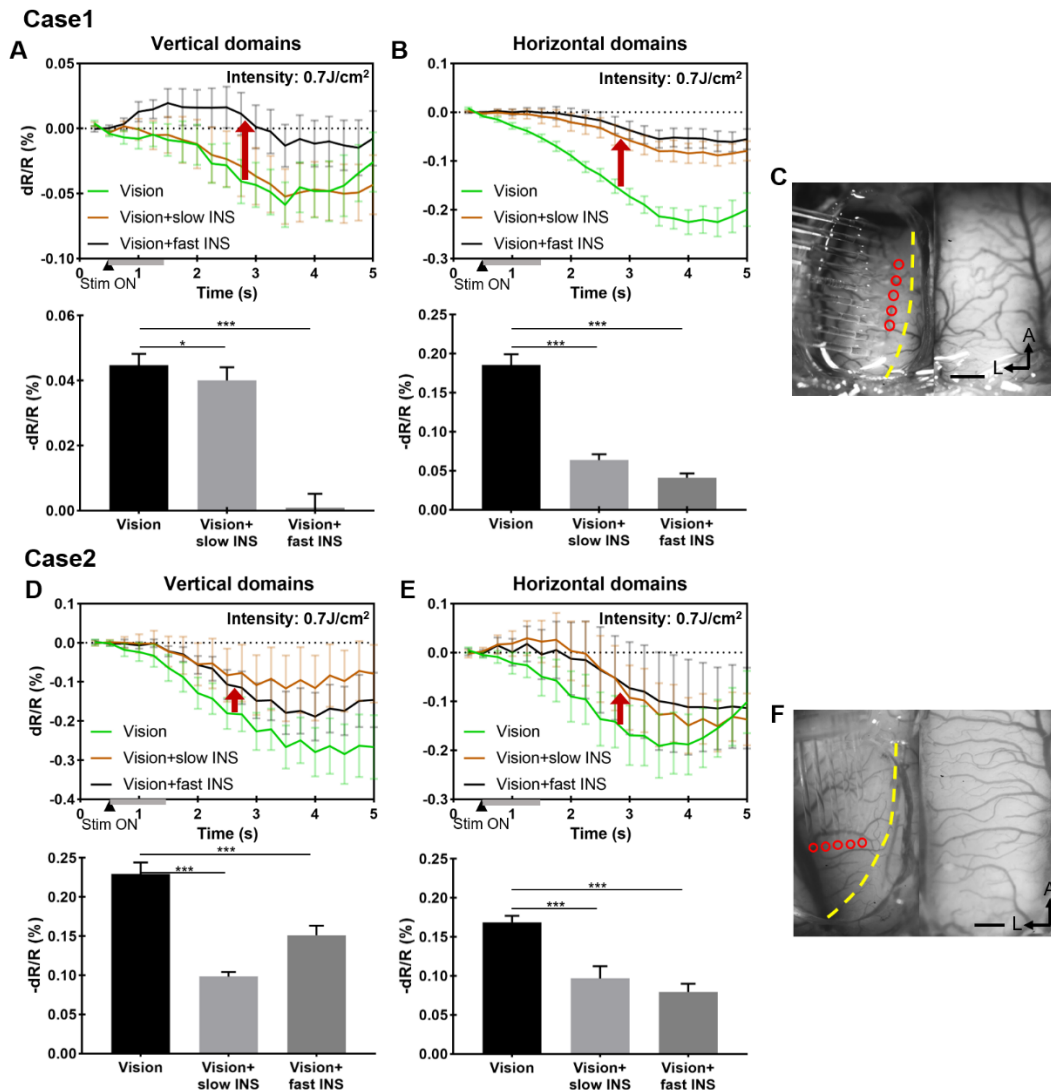 Case1
A
Vertical domains
Intensity: 0.7J/cm2
dR/R (%)
0.05
0.00
-0.05
-0.10
Vision
Vision+slow INS
Vision+fast INS
1
2
3
4
5
Stim ON
Time (s)
B
Horizontal domains
Intensity: 0.7J/cm2
dR/R (%)
0.1
0.0
-0.1
-0.2
-0.3
Vision
Vision+slow INS
Vision+fast INS
1
2
3
4
5
Stim ON
Time (s)
C
A
L
-dR/R (%)
0.06
0.04
0.02
0.00
***
*
Vision
Vision+
slow INS
Vision+
fast INS
-dR/R (%)
0.25
0.20
0.15
0.10
0.05
0.00
***
***
Vision
Vision+
slow INS
Vision+
fast INS
Case2
D
Vertical domains
Intensity: 0.7J/cm2
dR/R (%)
0.1
0.0
-0.1
-0.2
-0.3
-0.4
Vision
Vision+slow INS
Vision+fast INS
0
1
2
3
4
5
Stim ON
Time (s)
E
Horizontal domains
Intensity: 0.7J/cm2
dR/R (%)
0.1
0.0
-0.1
-0.2
-0.3
Vision
Vision+slow INS
Vision+fast INS
0
1
2
3
4
5
Stim ON
Time (s)
F
A
L
-dR/R (%)
0.25
0.20
0.15
0.10
0.05
0.00
***
***
Vision
Vision+
slow INS
Vision+
fast INS
-dR/R (%)
0.25
0.20
0.15
0.10
0.05
0.00
***
***
Vision
Vision+
slow INS
Vision+
fast INS